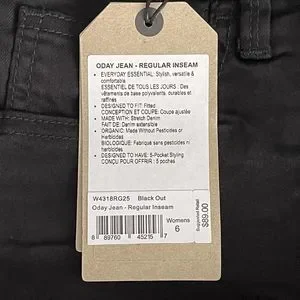 ODAY JEAN - REGULAR INSEAM
• EVERYDAY ESSENTIAL: Stylish, versatile &
comfortable
ESSENTIEL DE TOUS LES JOURS : Des
vêtements de base polyvalents, durables et
raffinés
• DESIGNED TO FIT: Fitted
CONCEPTION ET COUPE: Coupe ajustée
• MADE WITH: Stretch Denim
FAIT DE: Denim extensible
• ORGANIC: Made Without Pesticides or
Herbicides
BIOLOGIQUE: Fabriqué sans pesticides ni
herbicides
• DESIGNED TO HAVE: 5-Pocket Styling
CONÇU POUR OFFRIR : 5 poches
W4318RG25 Black Out
Oday Jean - Regular Inseam
8 89760 45215 7
Womens
6
Suggested Retail
$89.00